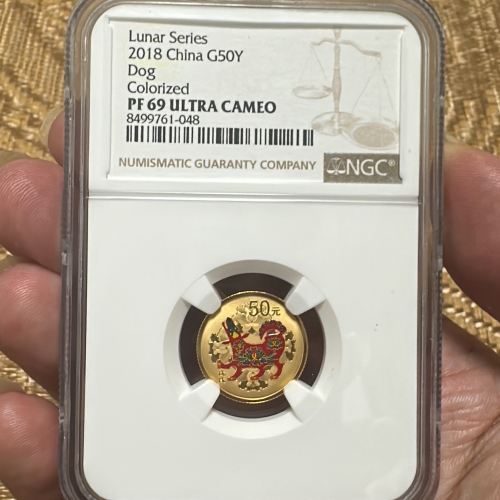 Lunar Series
2018 China G50Y
Dog
Colorized
PF 69 ULTRA CAMEO
8499761-048
NUMISMATIC GUARANTY COMPANY NGC®
50元